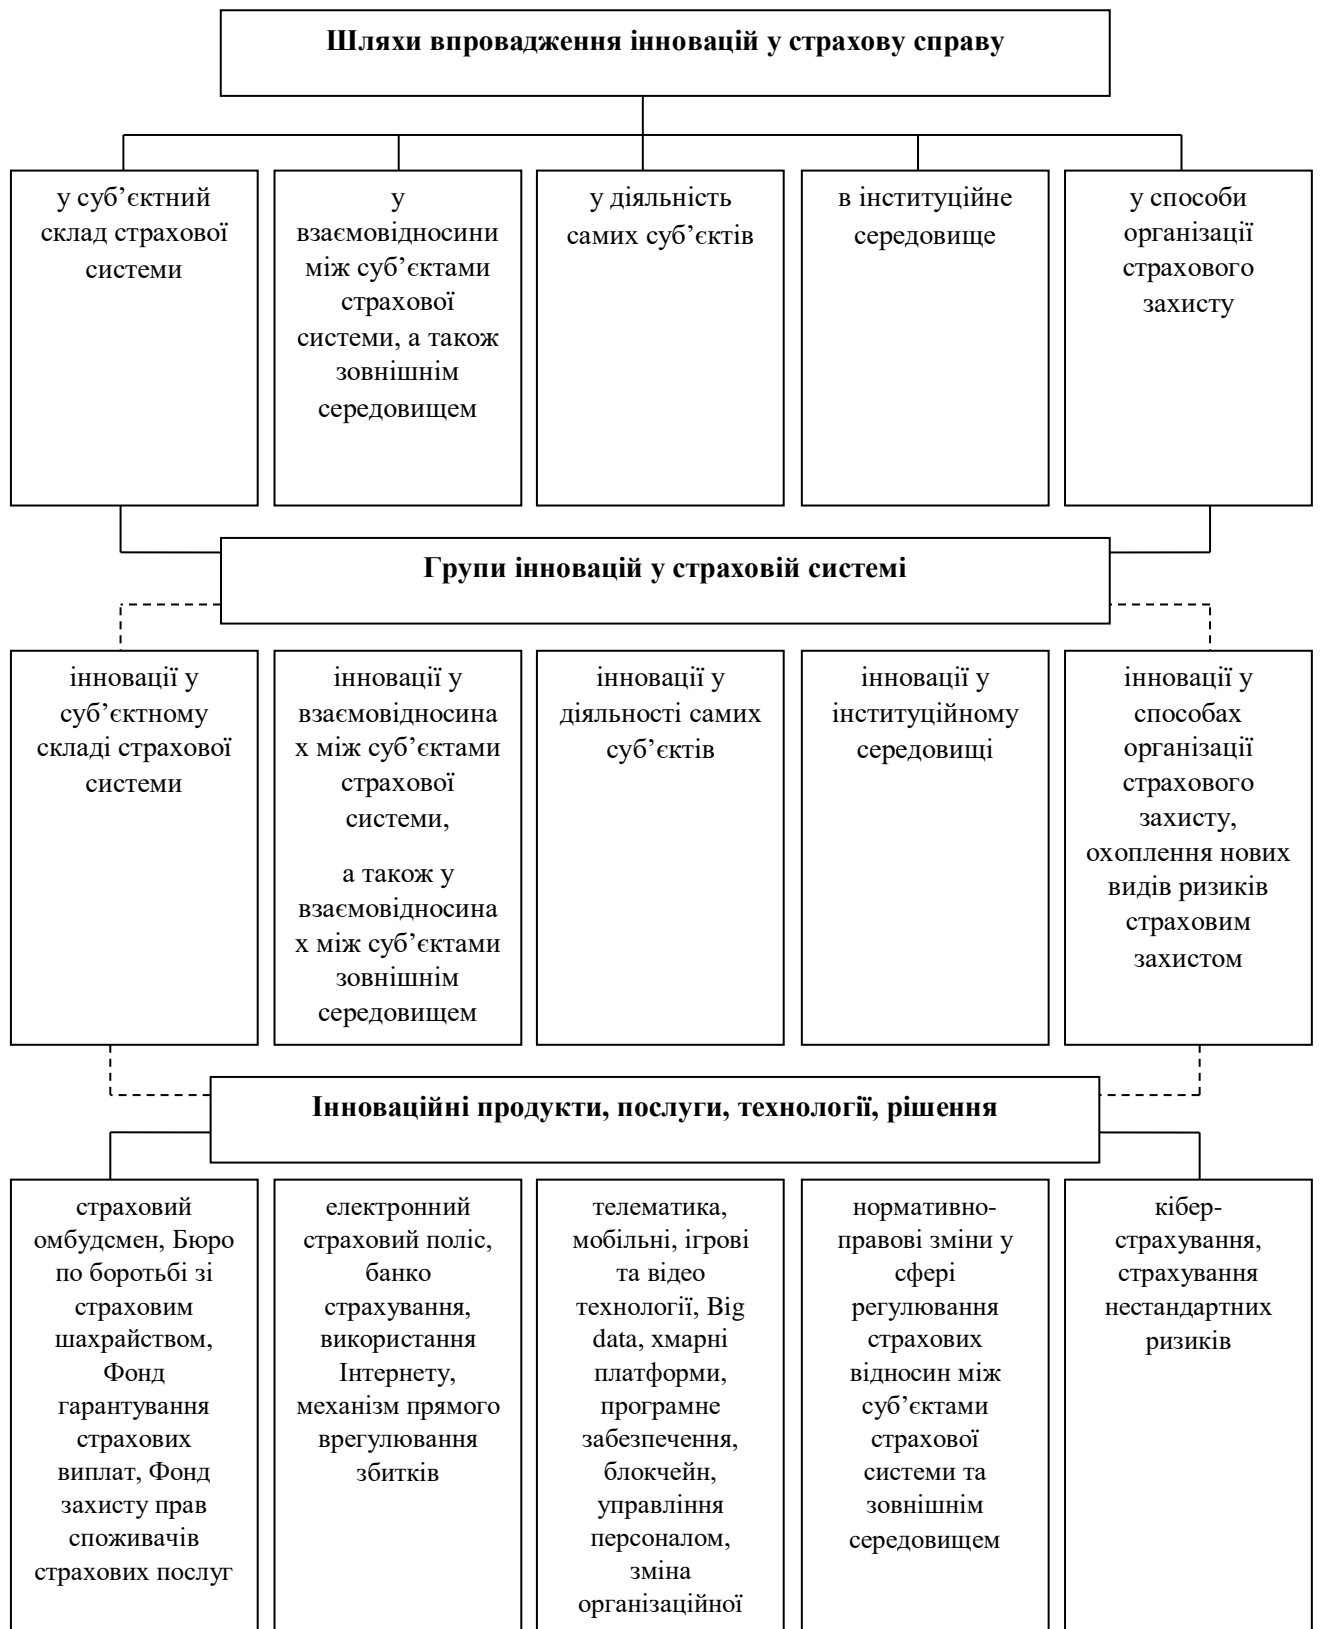 Шляхи впровадження інновацій у страхову справу
у суб’єктний
склад страхової
системи
у
взаємовідносини
між суб’єктами
страхової
системи, а також
зовнішнім
середовищем
у діяльність
самих суб’єктів
в інституційне
середовище
у способи
організації
страхового
захисту
Групи інновацій у страховій системі
інновації у
суб’єктному
складі страхової
системи
інновації у
взаємовідносина
х між суб’єктами
страхової
системи,
а також у
взаємовідносина
х між суб’єктами
зовнішнім
середовищем
інновації у
діяльності самих
суб’єктів
інновації у
інституційному
середовищі
інновації у
способах
організації
страхового
захисту,
охоплення нових
видів ризиків
страховим
захистом
Інноваційні продукти, послуги, технології, рішення
страховий
омбудсмен, Бюро
по боротьбі зі
страховим
шахрайством,
Фонд
гарантування
страхових
виплат, Фонд
захисту прав
споживачів
страхових послуг
електронний
страховий поліс,
банко
страхування,
використання
Інтернету,
механізм прямого
врегулювання
збитків
телематика,
мобільні, ігрові
та відео
технології, Big
data, хмарні
платформи,
програмне
забезпечення,
блокчейн,
управління
персоналом,
зміна
організаційної
нормативно-
правові зміни у
сфері
регулювання
страхових
відносин між
суб’єктами
страхової
системи та
зовнішнім
середовищем
кібер-
страхування,
страхування
нестандартних
ризиків